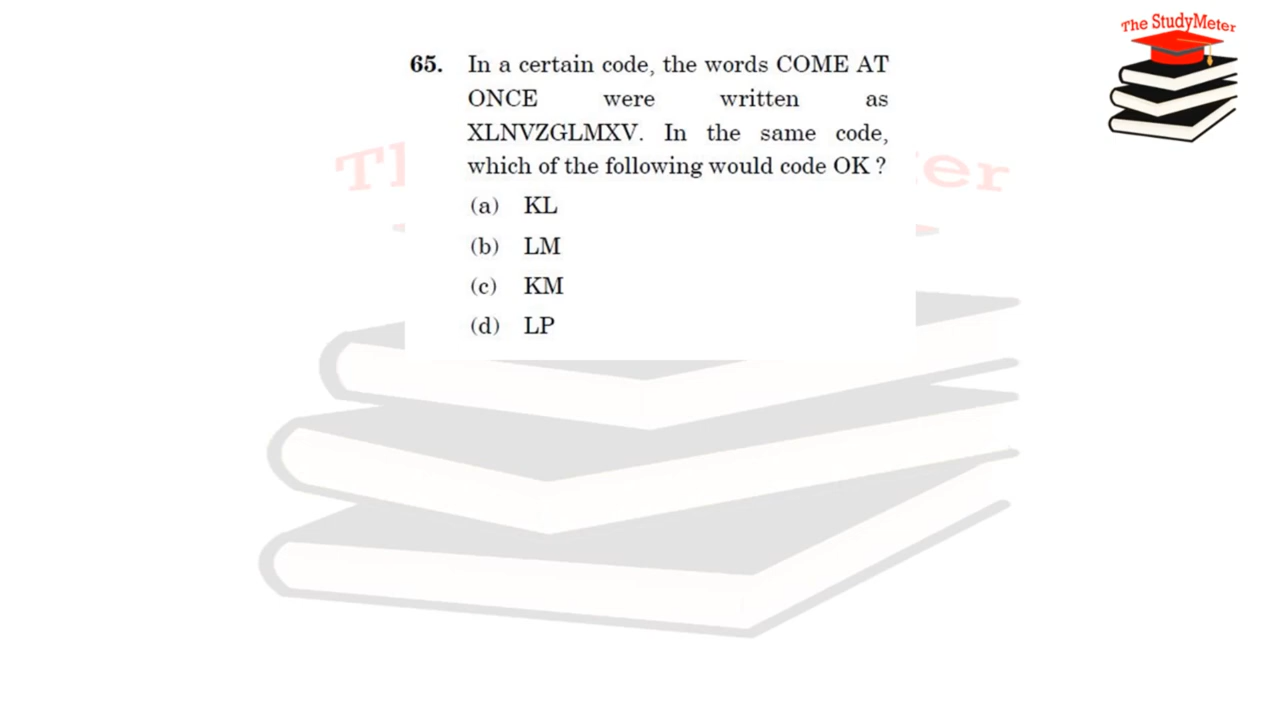 The StudyMeter
65. In a certain code, the words COME AT
ONCE were written as
XLNVZGLMXV. In the same code,
which of the following would code OK ?
(a) KL
(b) LM
(c) KM
(d) LP